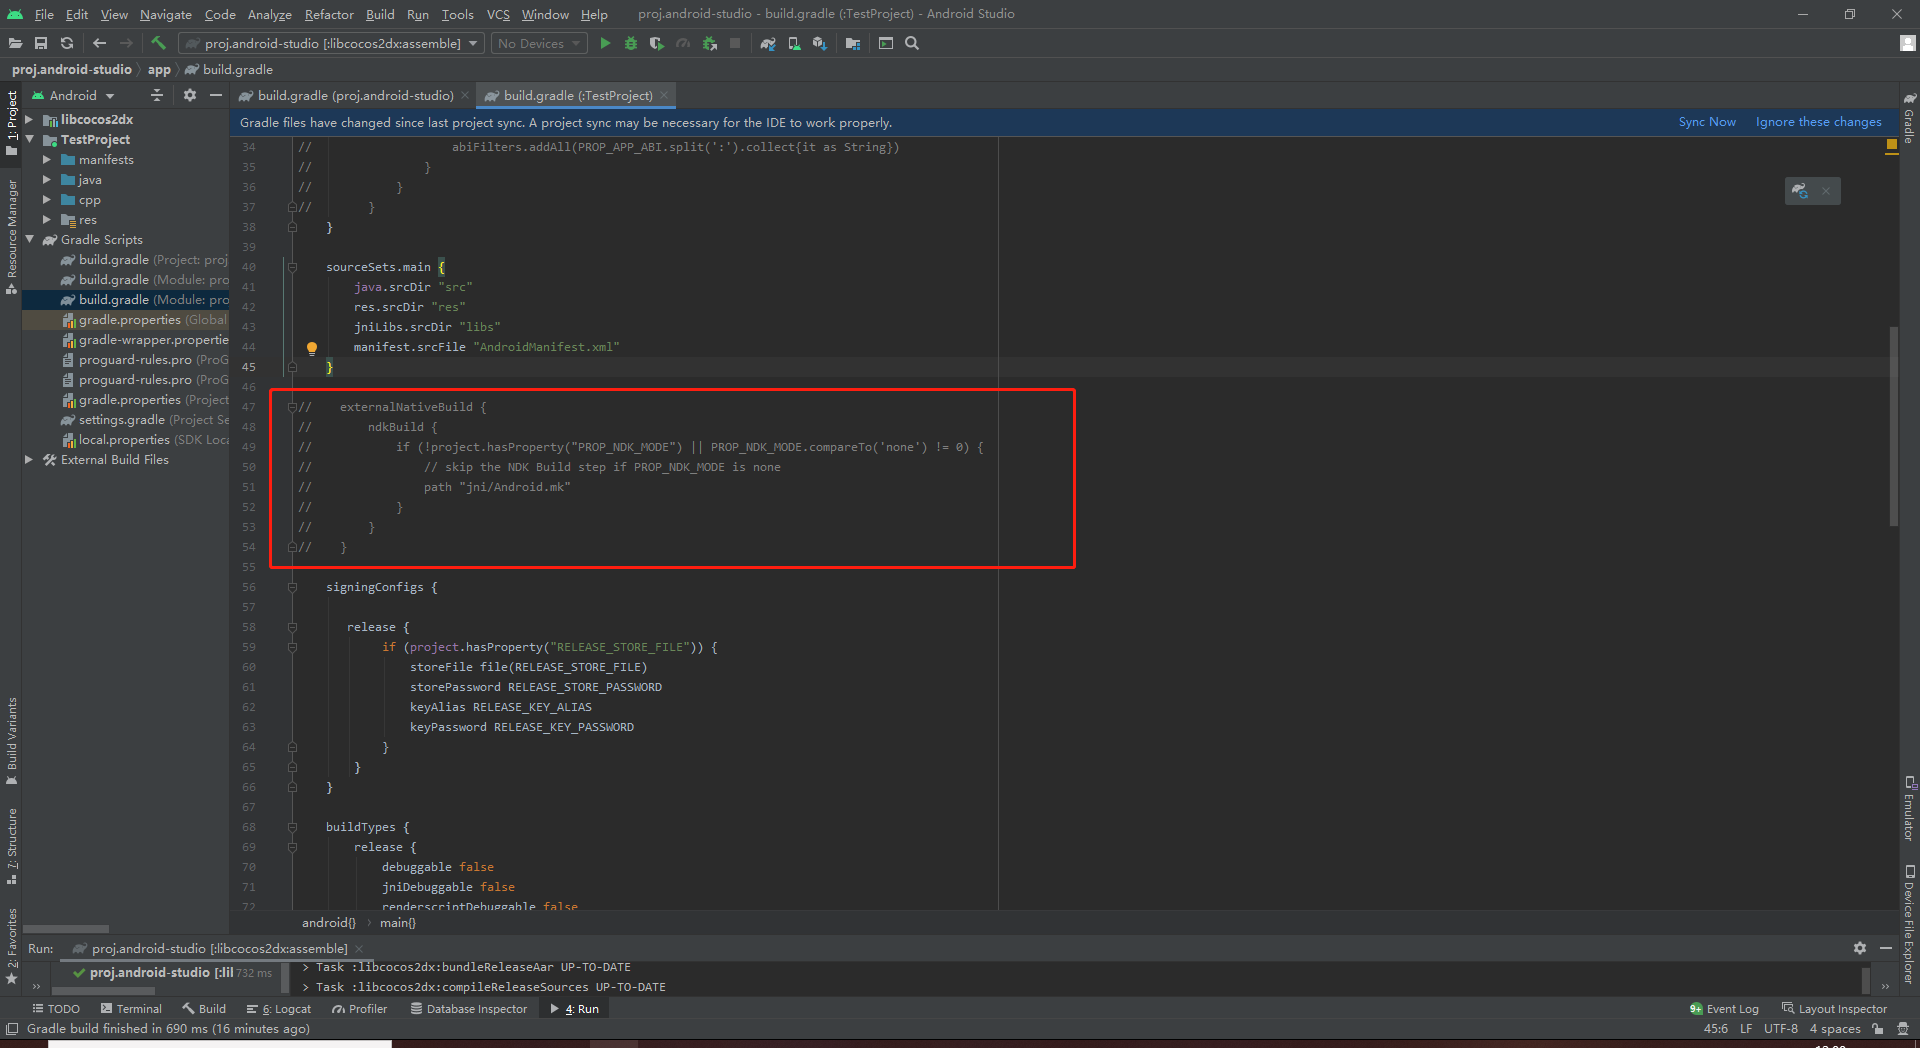 File Edit View Navigate Code Analyze Refactor Build Run Tools VCS Window Help proj.android-studio - build.gradle (:TestProject) - Android Studio
proj.android-studio [:libcocos2dx:assemble] No Devices
proj.android-studio app build.gradle
Android build.gradle (proj.android-studio) build.gradle (:TestProject)
Gradle files have changed since last project sync. A project sync may be necessary for the IDE to work properly. Sync Now Ignore these changes
1: Project
Resource Manager
Build Variants
7: Structure
2: Favorites
libcocos2dx
TestProject
manifests
java
cpp
res
Gradle Scripts
build.gradle (Project: proj
build.gradle (Module: pro
build.gradle (Module: pro
gradle.properties (Global
gradle-wrapper.propertie
proguard-rules.pro (ProG
proguard-rules.pro (ProG
gradle.properties (Project
settings.gradle (Project Se
local.properties (SDK Loca
External Build Files
34 // abiFilters.addAll(PROP_APP_ABI.split(':').collect{it as String})
35 // }
36 // }
37 // }
38 }
39
40 sourceSets.main {
41 java.srcDir "src"
42 res.srcDir "res"
43 jniLibs.srcDir "libs"
44 manifest.srcFile "AndroidManifest.xml"
45 }
46
47 // externalNativeBuild {
48 // ndkBuild {
49 // if (!project.hasProperty("PROP_NDK_MODE") || PROP_NDK_MODE.compareTo('none') != 0) {
50 // // skip the NDK Build step if PROP_NDK_MODE is none
51 // path "jni/Android.mk"
52 // }
53 // }
54 // }
55
56 signingConfigs {
57
58 release {
59 if (project.hasProperty("RELEASE_STORE_FILE")) {
60 storeFile file(RELEASE_STORE_FILE)
61 storePassword RELEASE_STORE_PASSWORD
62 keyAlias RELEASE_KEY_ALIAS
63 keyPassword RELEASE_KEY_PASSWORD
64 }
65 }
66 }
67
68 buildTypes {
69 release {
70 debuggable false
71 jniDebuggable false
72 renderscriptDebuggable false
android{} main{}
Gradle
Emulator
Device File Explorer
Run: proj.android-studio [:libcocos2dx:assemble]
proj.android-studio [:lil 732 ms
> Task :libcocos2dx:bundleReleaseAar UP-TO-DATE
> Task :libcocos2dx:compileReleaseSources UP-TO-DATE
TODO Terminal Build 6: Logcat Profiler Database Inspector 4: Run 9+ Event Log Layout Inspector
Gradle build finished in 690 ms (16 minutes ago) 45:6 LF UTF-8 4 spaces